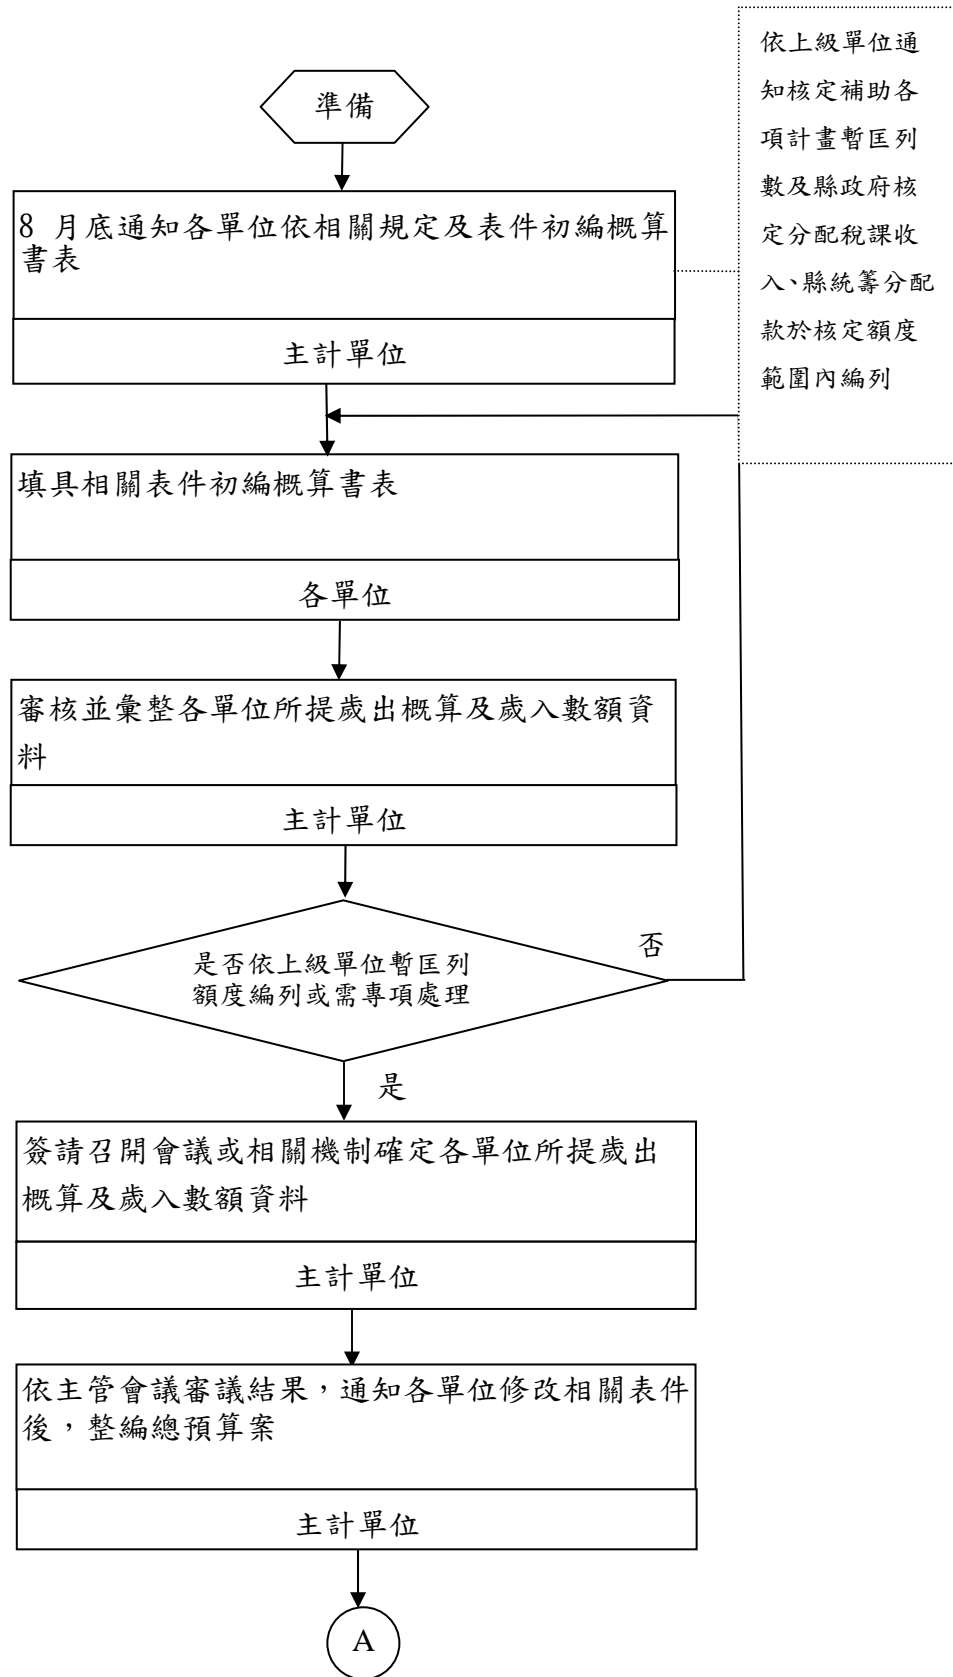 準備
8 月底通知各單位依相關規定及表件初編概算
書表
主計單位
依上級單位通
知核定補助各
項計畫暫匡列
數及縣政府核
定分配稅課收
入、縣統籌分配
款於核定額度
範圍內編列
填具相關表件初編概算書表
各單位
審核並彙整各單位所提歲出概算及歲入數額資
料
主計單位
是否依上級單位暫匡列
額度編列或需專項處理
否
是
簽請召開會議或相關機制確定各單位所提歲出
概算及歲入數額資料
主計單位
依主管會議審議結果，通知各單位修改相關表件
後，整編總預算案
主計單位
A